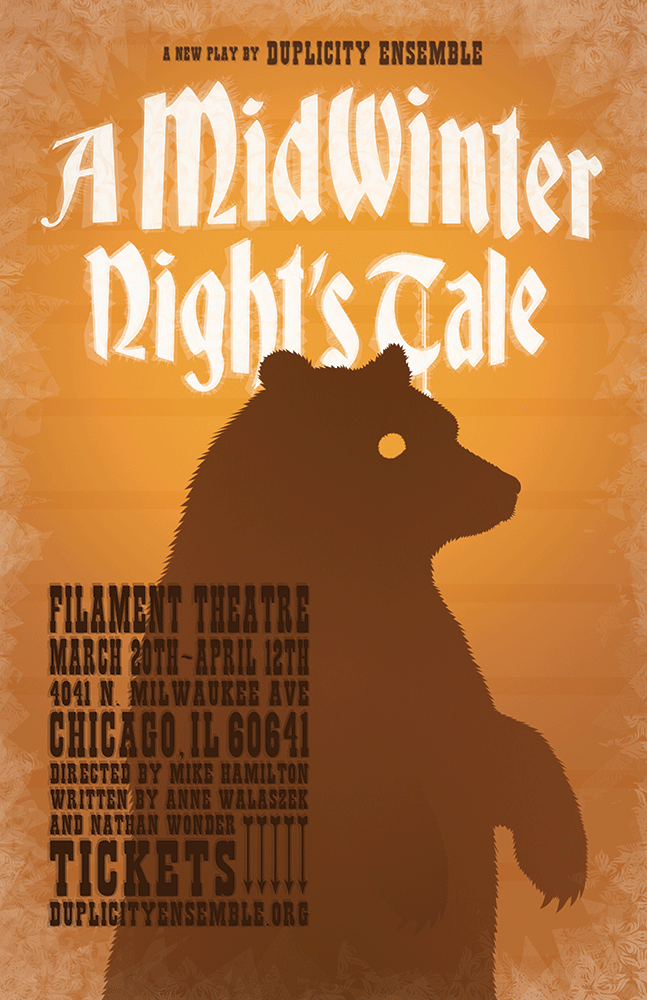 A NEW PLAY BY DUPLICITY ENSEMBLE
A MidWinter
Night's Tale
FILAMENT THEATRE
MARCH 20TH~APRIL 12TH
4041 N. MILWAUKEE AVE
CHICAGO, IL 60641
DIRECTED BY MIKE HAMILTON
WRITTEN BY ANNE WALASZEK
AND NATHAN WONDER
TICKETS
DUPLICITYENSEMBLE.ORG